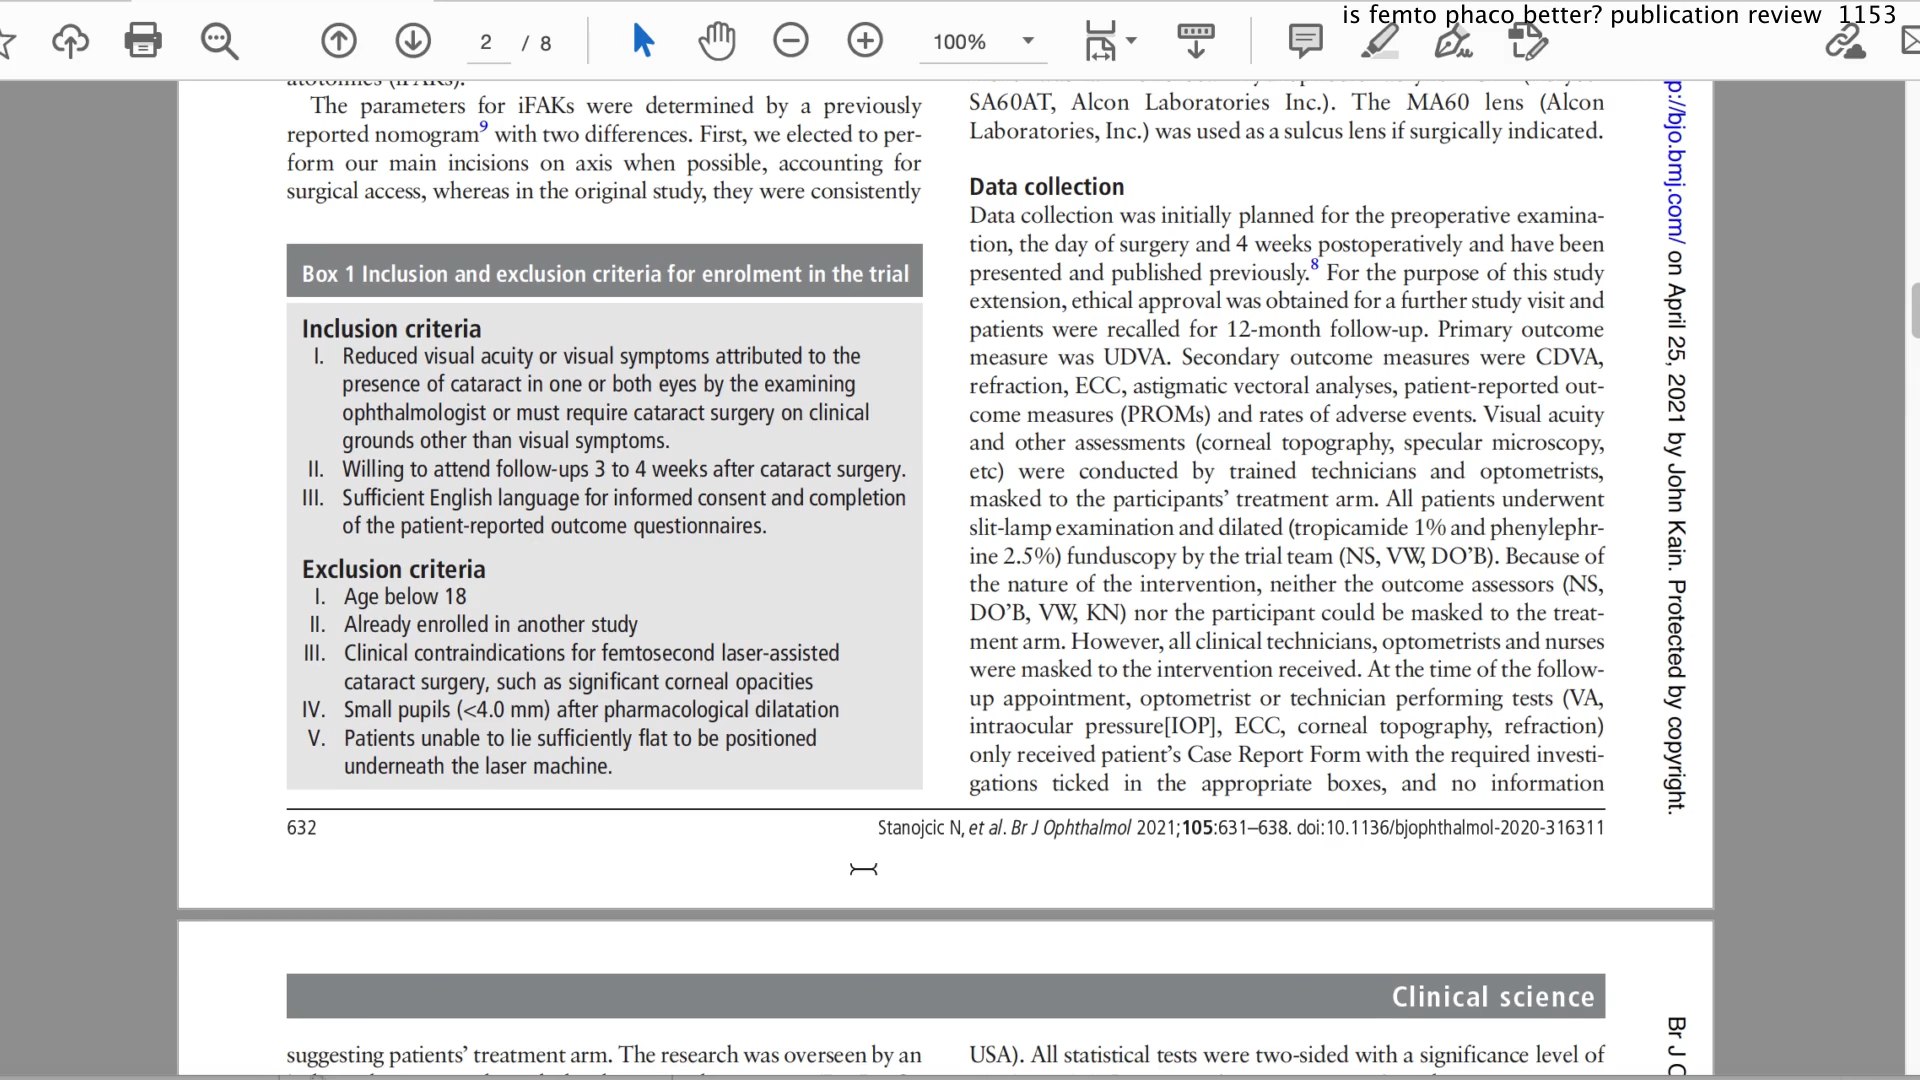 is femto phaco better? publication review 1153
2 / 8
100%
The parameters for iFAKs were determined by a previously
reported nomogram9 with two differences. First, we elected to per-
form our main incisions on axis when possible, accounting for
surgical access, whereas in the original study, they were consistently
Box 1 Inclusion and exclusion criteria for enrolment in the trial
Inclusion criteria
I. Reduced visual acuity or visual symptoms attributed to the
presence of cataract in one or both eyes by the examining
ophthalmologist or must require cataract surgery on clinical
grounds other than visual symptoms.
II. Willing to attend follow-ups 3 to 4 weeks after cataract surgery.
III. Sufficient English language for informed consent and completion
of the patient-reported outcome questionnaires.
Exclusion criteria
I. Age below 18
II. Already enrolled in another study
III. Clinical contraindications for femtosecond laser-assisted
cataract surgery, such as significant corneal opacities
IV. Small pupils (<4.0 mm) after pharmacological dilatation
V. Patients unable to lie sufficiently flat to be positioned
underneath the laser machine.
SA60AT, Alcon Laboratories Inc.). The MA60 lens (Alcon
Laboratories, Inc.) was used as a sulcus lens if surgically indicated.
Data collection
Data collection was initially planned for the preoperative examina-
tion, the day of surgery and 4 weeks postoperatively and have been
presented and published previously.8 For the purpose of this study
extension, ethical approval was obtained for a further study visit and
patients were recalled for 12-month follow-up. Primary outcome
measure was UDVA. Secondary outcome measures were CDVA,
refraction, ECC, astigmatic vectoral analyses, patient-reported out-
come measures (PROMs) and rates of adverse events. Visual acuity
and other assessments (corneal topography, specular microscopy,
etc) were conducted by trained technicians and optometrists,
masked to the participants' treatment arm. All patients underwent
slit-lamp examination and dilated (tropicamide 1% and phenylephr-
ine 2.5%) funduscopy by the trial team (NS, VW, DO'B). Because of
the nature of the intervention, neither the outcome assessors (NS,
DO'B, VW, KN) nor the participant could be masked to the treat-
ment arm. However, all clinical technicians, optometrists and nurses
were masked to the intervention received. At the time of the follow-
up appointment, optometrist or technician performing tests (VA,
intraocular pressure[IOP], ECC, corneal topography, refraction)
only received patient's Case Report Form with the required investi-
gations ticked in the appropriate boxes, and no information
p://bjo.bmj.com/ on April 25, 2021 by John Kain. Protected by copyright.
632
Stanojcic N, et al. Br J Ophthalmol 2021;105:631–638. doi:10.1136/bjophthalmol-2020-316311
Clinical science
Br J
suggesting patients' treatment arm. The research was overseen by an
USA). All statistical tests were two-sided with a significance level of